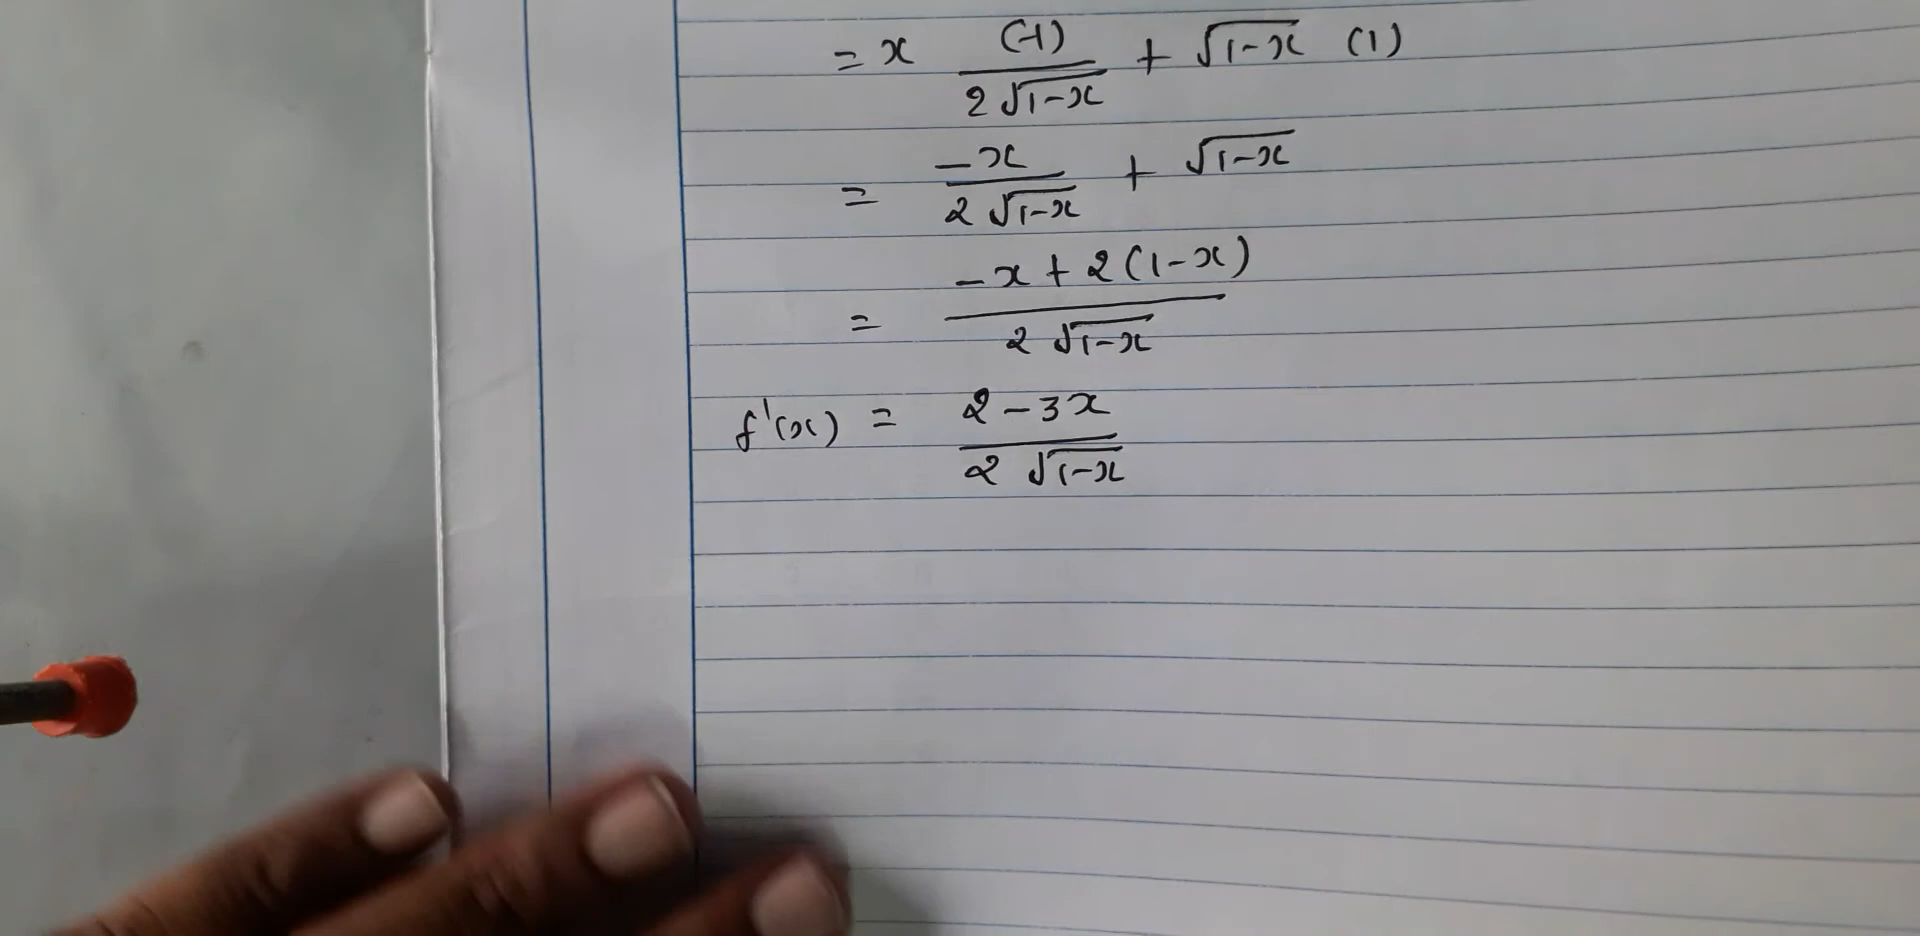 = x (-1) / 2√1-x + √1-x (1)
= -x / 2√1-x + √1-x
= -x + 2(1-x) / 2√1-x
f'(x) = 2-3x / 2√1-x